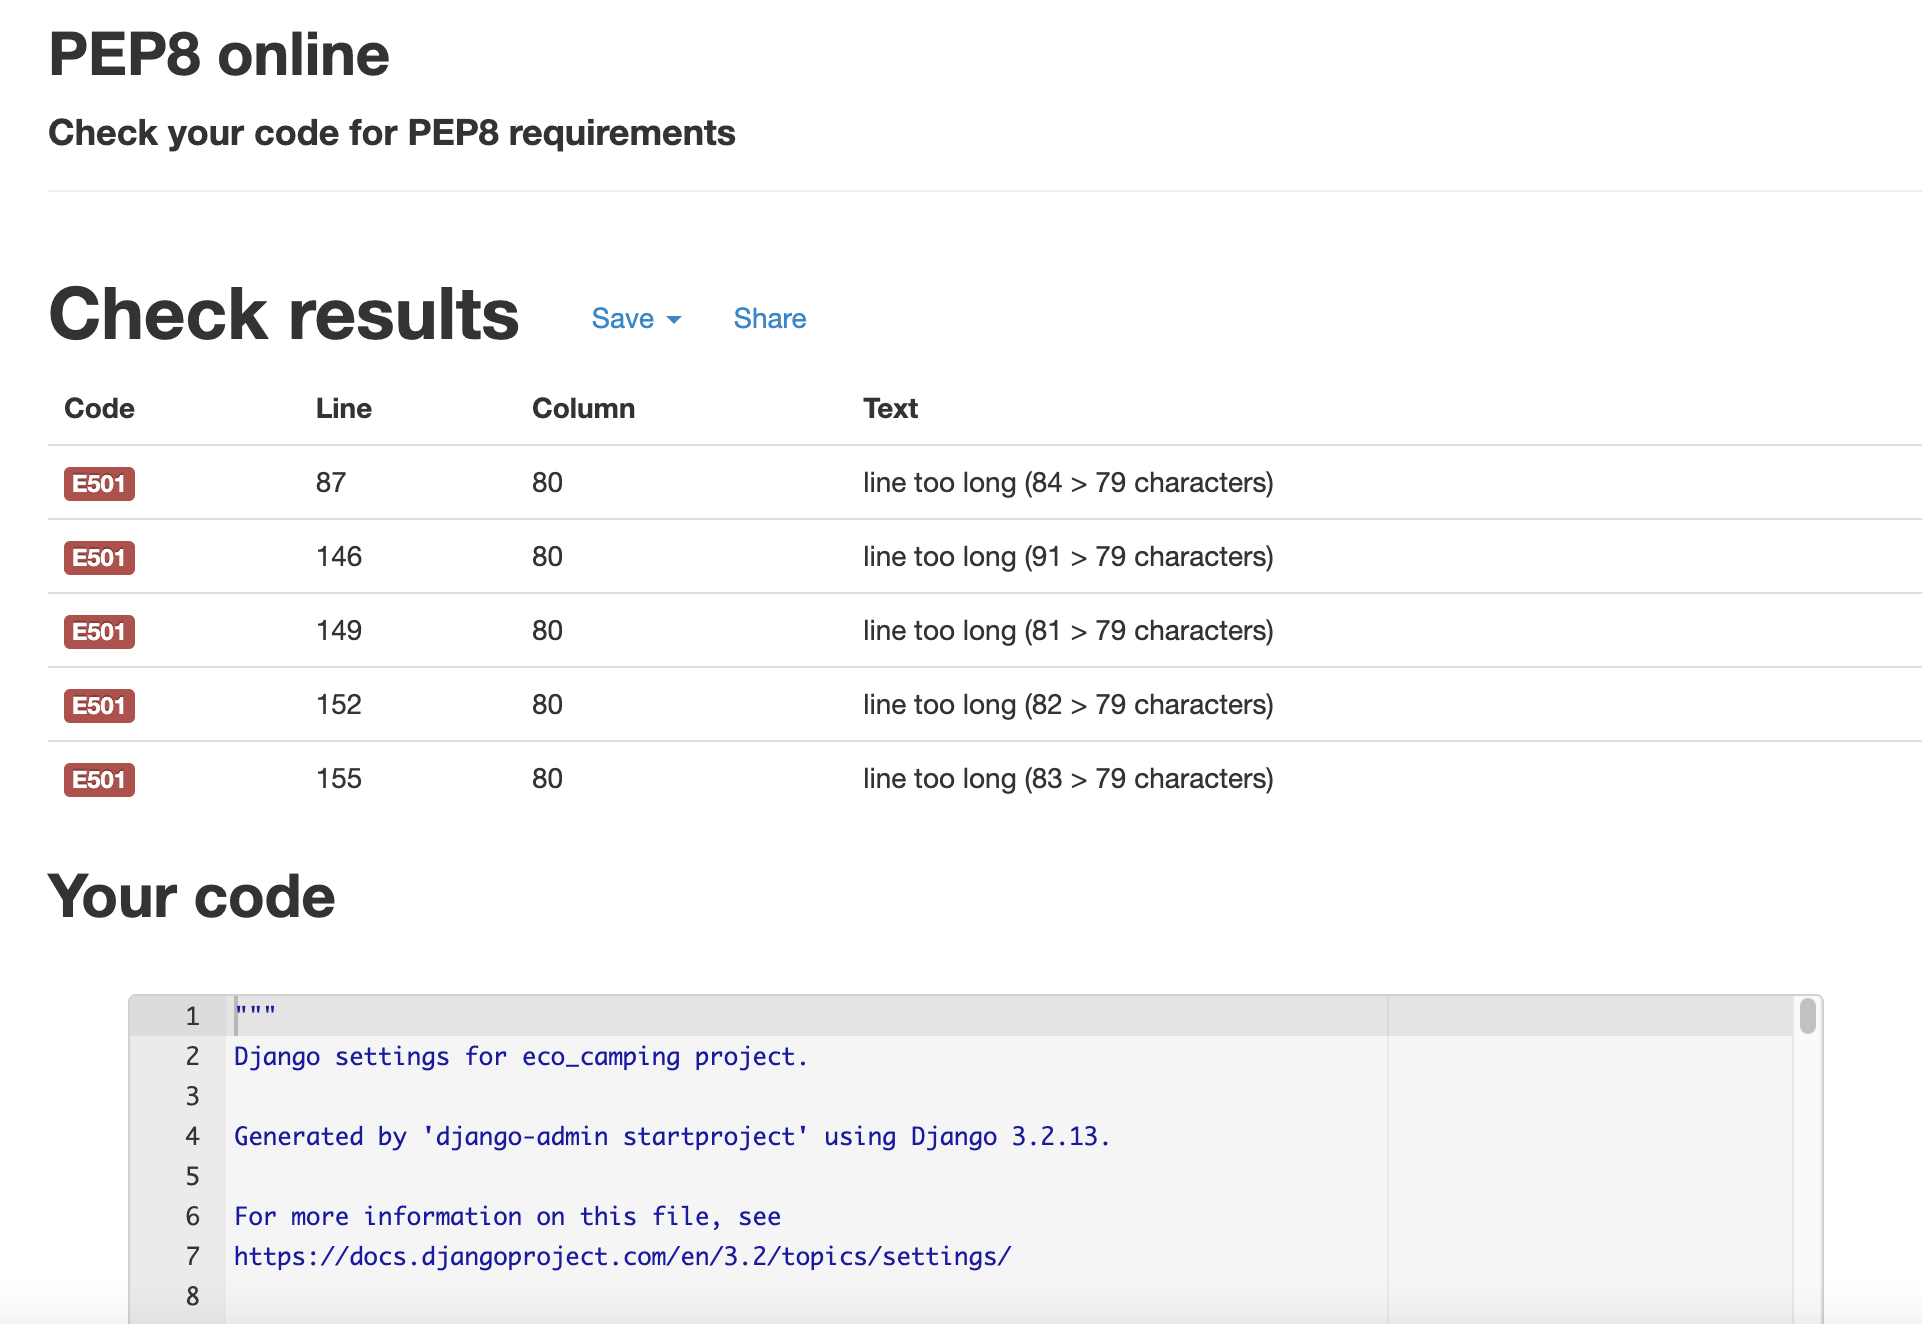 PEP8 online
Check your code for PEP8 requirements
Check results Save Share
Code Line Column Text
E501 87 80 line too long (84 > 79 characters)
E501 146 80 line too long (91 > 79 characters)
E501 149 80 line too long (81 > 79 characters)
E501 152 80 line too long (82 > 79 characters)
E501 155 80 line too long (83 > 79 characters)
Your code
1 """
2 Django settings for eco_camping project.
3
4 Generated by 'django-admin startproject' using Django 3.2.13.
5
6 For more information on this file, see
7 https://docs.djangoproject.com/en/3.2/topics/settings/
8